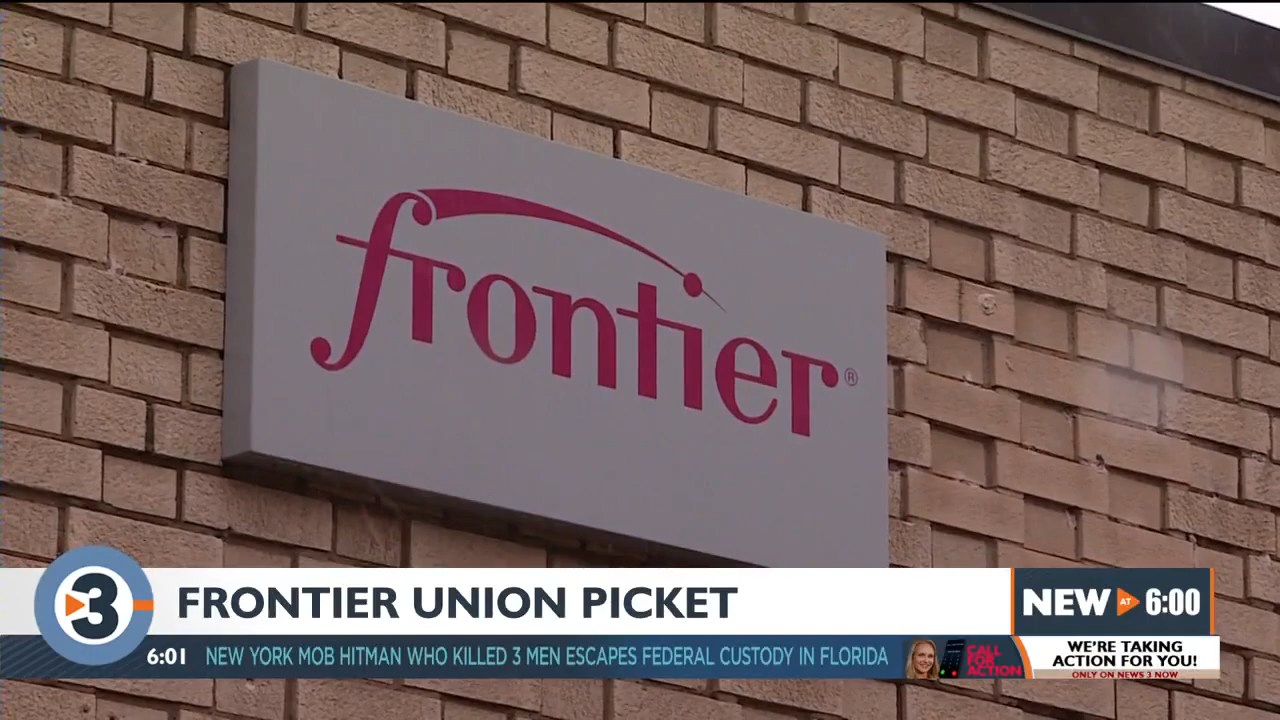 frontier®
3 FRONTIER UNION PICKET
NEW AT 6:00
6:01 NEW YORK MOB HITMAN WHO KILLED 3 MEN ESCAPES FEDERAL CUSTODY IN FLORIDA
CALL
FOR
ACTION
WE'RE TAKING
ACTION FOR YOU!
ONLY ON NEWS 3 NOW